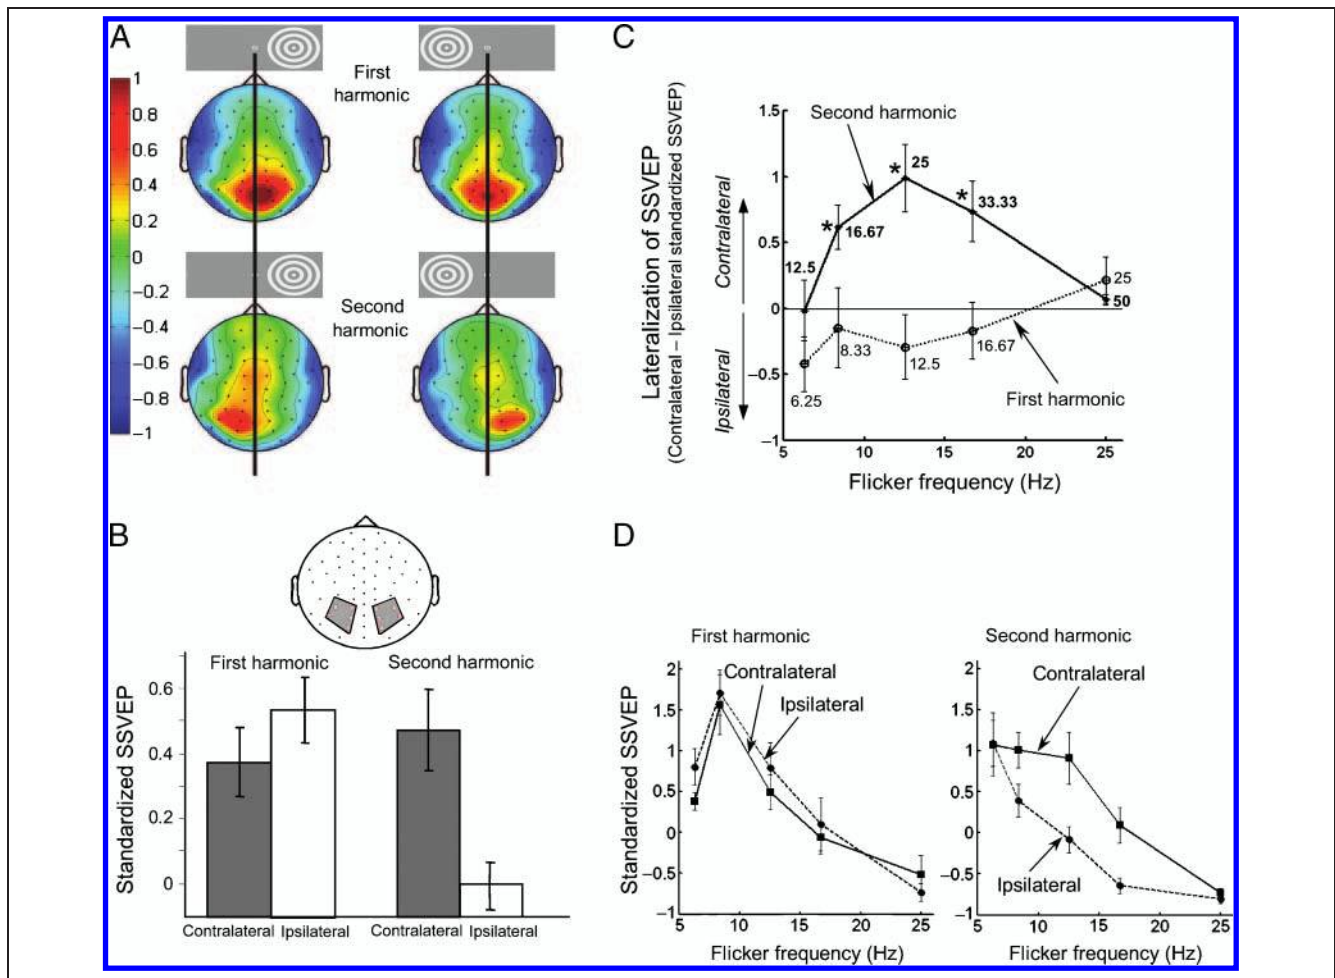 A
First
harmonic
1
0.8
0.6
0.4
0.2
0
−0.2
−0.4
−0.6
−0.8
−1
Second
harmonic
B
First harmonic
Second harmonic
Standardized SSVEP
0.6
0.4
0.2
0
Contralateral
Ipsilateral
Contralateral
Ipsilateral
C
Lateralization of SSVEP
(Contralateral – Ipsilateral standardized SSVEP)
Contralateral
Ipsilateral
1.5
1
0.5
0
−0.5
−1
Second harmonic
12.5
* 16.67
* 25
* 33.33
50
25
6.25
8.33
12.5
16.67
First harmonic
5
10
15
20
25
Flicker frequency (Hz)
D
First harmonic
Standardized SSVEP
2
1.5
1
0.5
0
−0.5
−1
Contralateral
Ipsilateral
5
10
15
20
25
Flicker frequency (Hz)
Second harmonic
2
1.5
1
0.5
0
−0.5
−1
Contralateral
Ipsilateral
5
10
15
20
25
Flicker frequency (Hz)